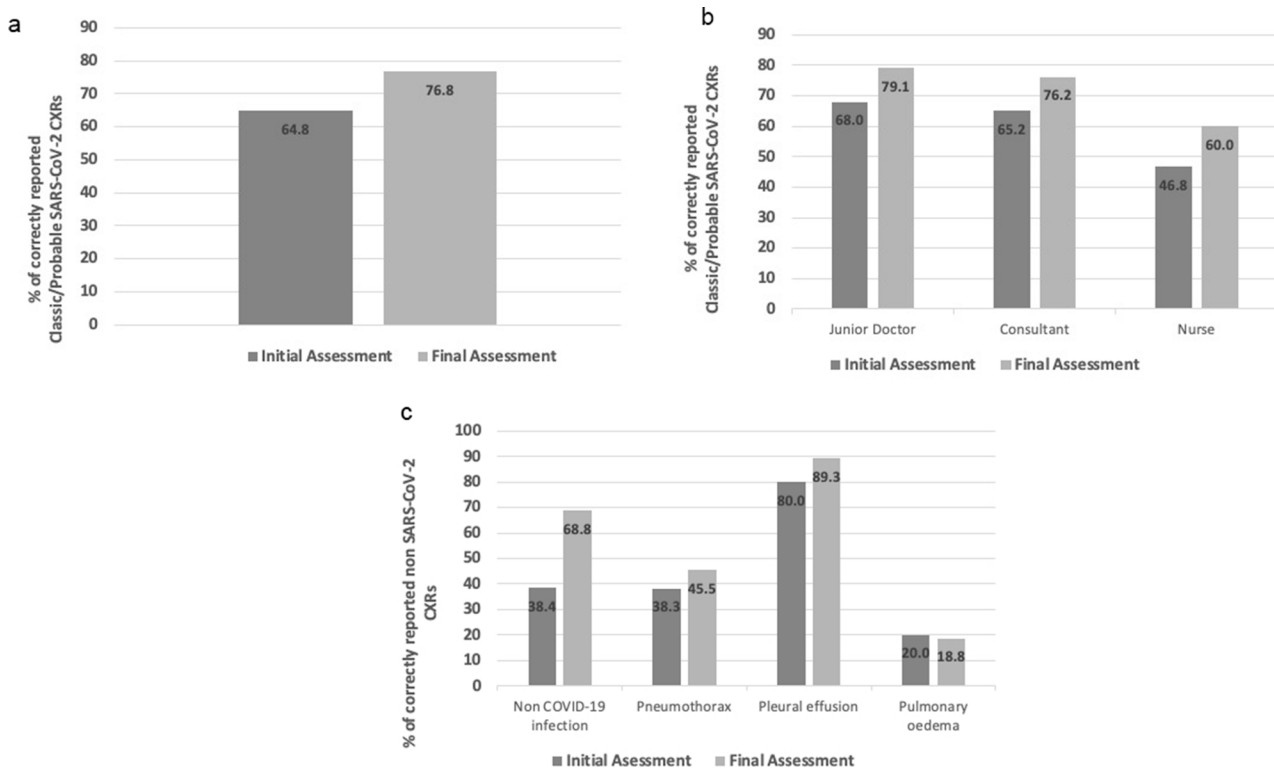 a
% of correctly reported
Classic/Probable SARS-CoV-2 CXRs
90
80
70
60
50
40
30
20
10
0
64.8
76.8
Initial Assessment
Final Assessment
b
% of correctly reported
Classic/Probable SARS-CoV-2 CXRs
90
80
70
60
50
40
30
20
10
0
68.0
79.1
65.2
76.2
46.8
60.0
Junior Doctor
Consultant
Nurse
Initial Assessment
Final Assessment
c
% of correctly reported non SARS-CoV-2
CXRs
100
90
80
70
60
50
40
30
20
10
0
38.4
68.8
38.3
45.5
80.0
89.3
20.0
18.8
Non COVID-19
infection
Pneumothorax
Pleural effusion
Pulmonary
oedema
Initial Asessment
Final Assessment